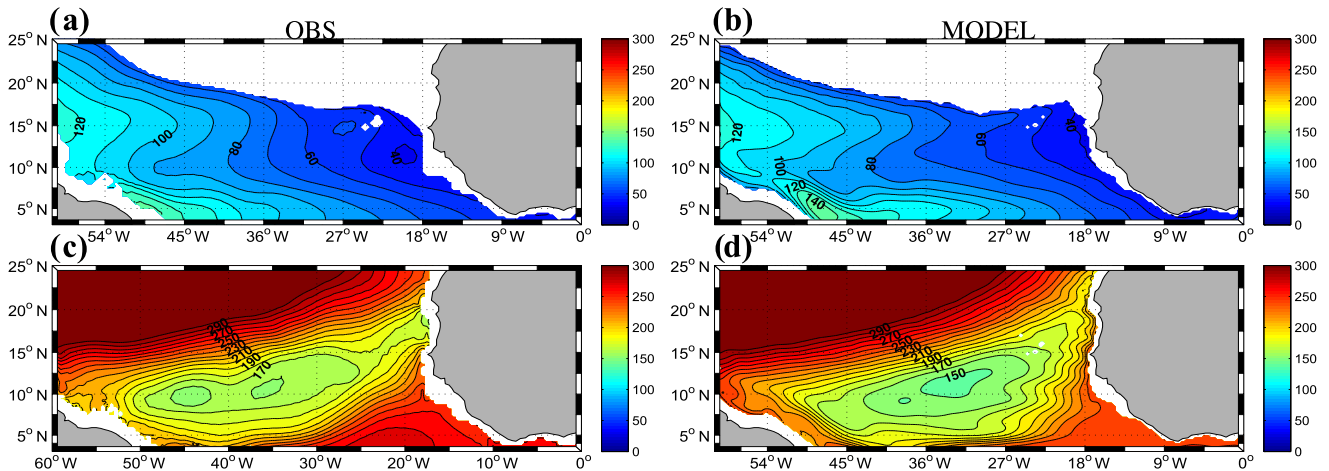 (a) OBS (b) MODEL
25° N 300 25° N 300
250 250
20° N 20° N
200 200
15° N 120 100 80 60 40 150 15° N 120 100 80 60 40 150
10° N 100 10° N 120 140 100
5° N 50 5° N 50
0 0
54° W 45° W 36° W 27° W 18° W 9° W 0° 54° W 45° W 36° W 27° W 18° W 9° W 0°
(c) (d)
25° N 300 25° N 300
250 250
20° N 290 20° N 290
270 200 270 200
15° N 190 15° N
170 150 170 150
10° N 100 10° N 150 100
5° N 50 5° N 50
0 0
60° W 50° W 40° W 30° W 20° W 10° W 0° 54° W 45° W 36° W 27° W 18° W 9° W 0°